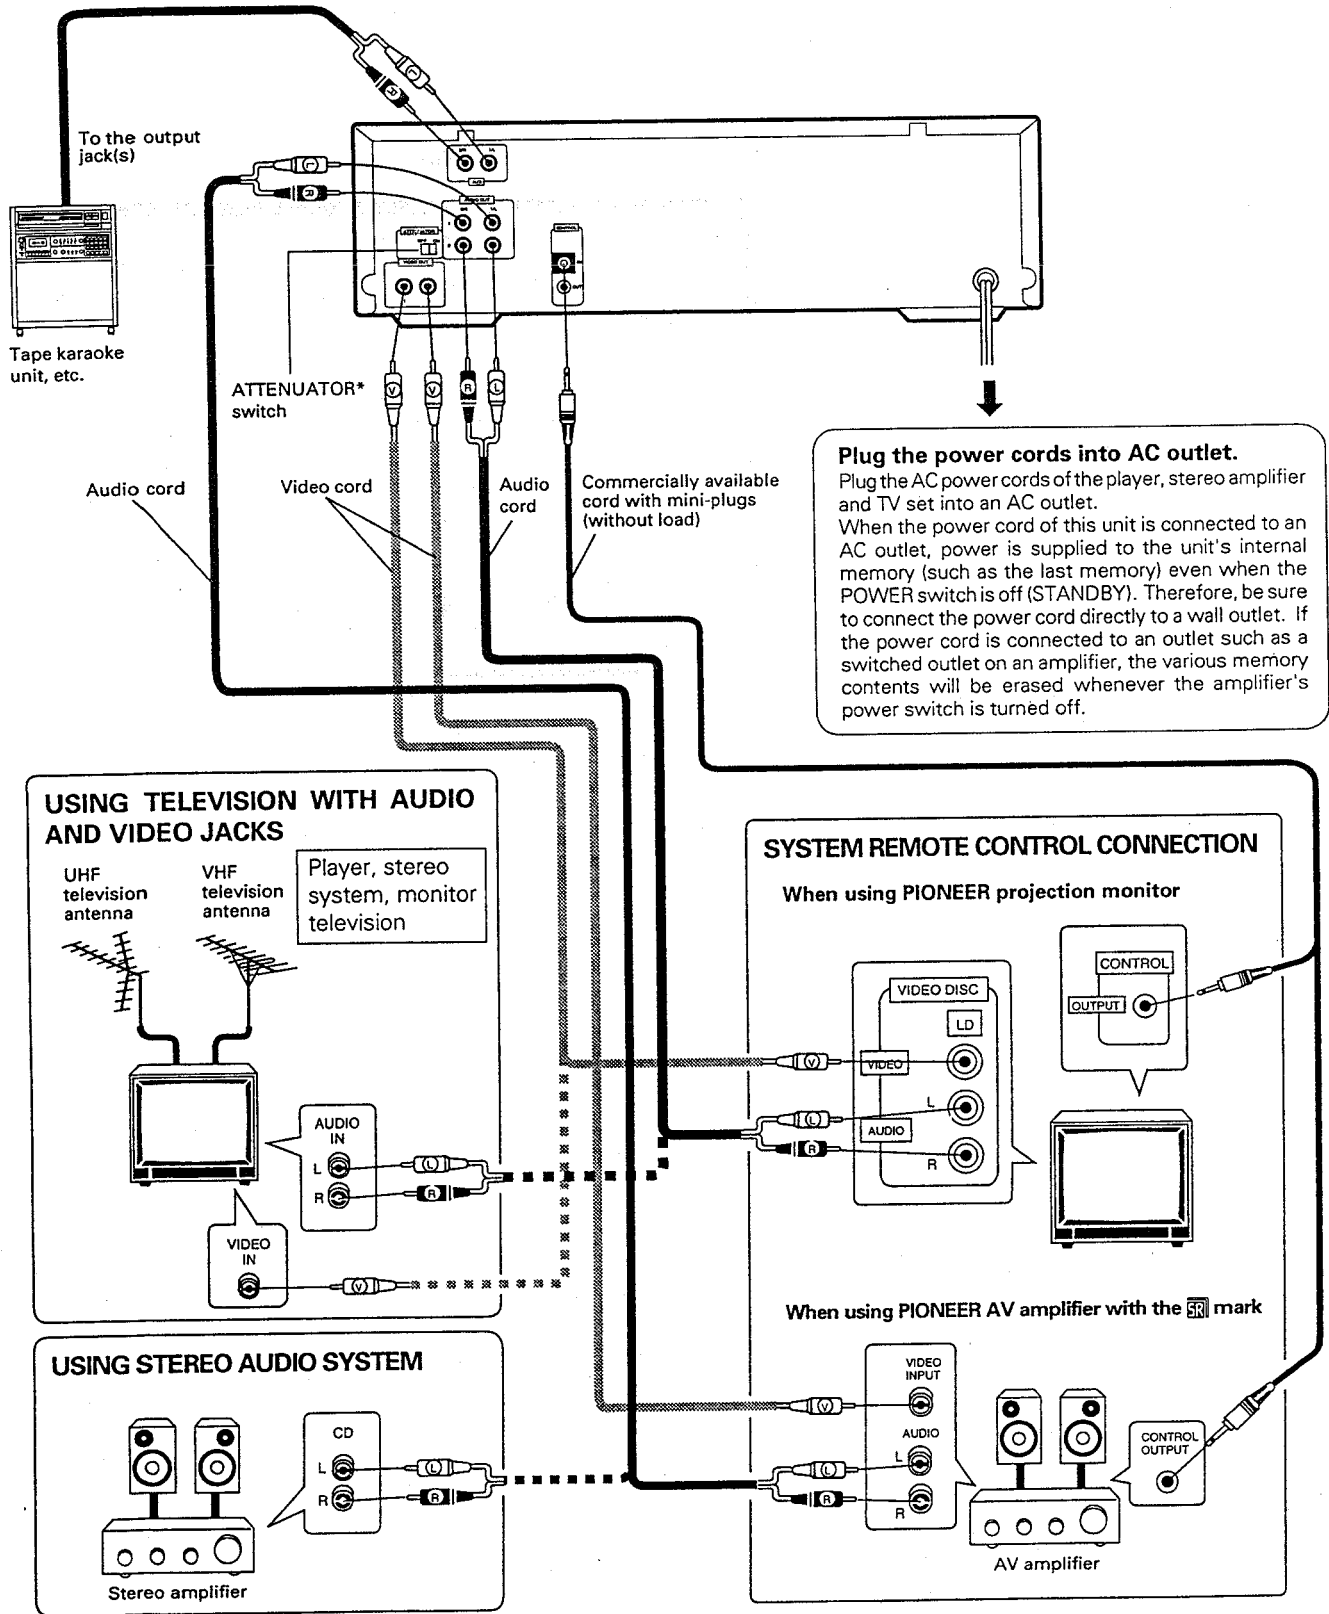 L
R
To the output
jack(s)
L
R
AUDIO OUT
VIDEO OUT
CONTROL
IN
OUT
Tape karaoke
unit, etc.
ATTENUATOR*
switch
V
V
R
L
Audio cord
Video cord
Audio
cord
Commercially available
cord with mini-plugs
(without load)
Plug the power cords into AC outlet.
Plug the AC power cords of the player, stereo amplifier
and TV set into an AC outlet.
When the power cord of this unit is connected to an
AC outlet, power is supplied to the unit's internal
memory (such as the last memory) even when the
POWER switch is off (STANDBY). Therefore, be sure
to connect the power cord directly to a wall outlet. If
the power cord is connected to an outlet such as a
switched outlet on an amplifier, the various memory
contents will be erased whenever the amplifier's
power switch is turned off.
USING TELEVISION WITH AUDIO
AND VIDEO JACKS
UHF
television
antenna
VHF
television
antenna
Player, stereo
system, monitor
television
AUDIO
IN
L
R
L
R
VIDEO
IN
V
USING STEREO AUDIO SYSTEM
CD
L
R
L
R
Stereo amplifier
SYSTEM REMOTE CONTROL CONNECTION
When using PIONEER projection monitor
CONTROL
OUTPUT
VIDEO DISC
LD
V
VIDEO
L
L
AUDIO
R
R
When using PIONEER AV amplifier with the SR mark
VIDEO
INPUT
V
AUDIO
L
L
R
R
CONTROL
OUTPUT
AV amplifier